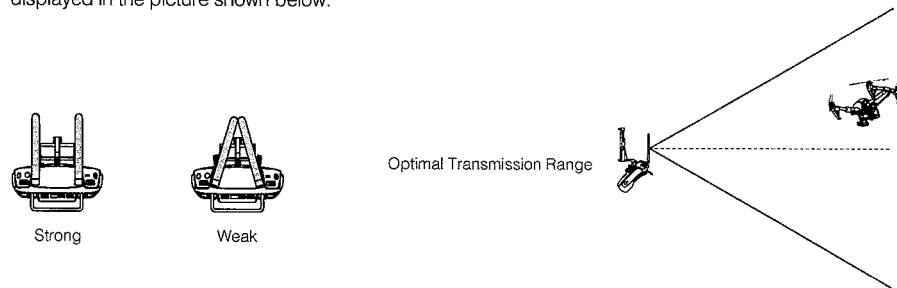 displayed in the picture shown below.
Optimal Transmission Range
Strong
Weak